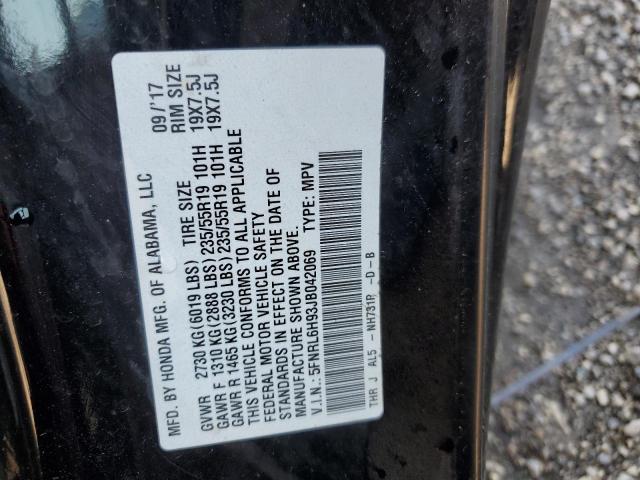 MFD. BY HONDA MFG. OF ALABAMA, LLC 09/'17
GVWR 2730 KG(6019 LBS) TIRE SIZE RIM SIZE
GAWR F 1310 KG(2888 LBS) 235/55R19 101H 19X7.5J
GAWR R 1465 KG(3230 LBS) 235/55R19 101H 19X7.5J
THIS VEHICLE CONFORMS TO ALL APPLICABLE
FEDERAL MOTOR VEHICLE SAFETY
STANDARDS IN EFFECT ON THE DATE OF
MANUFACTURE SHOWN ABOVE.
V.I.N.: 5FNRL6H93JB042069 TYPE: MPV
THR J AL5 - NH731P -D-B